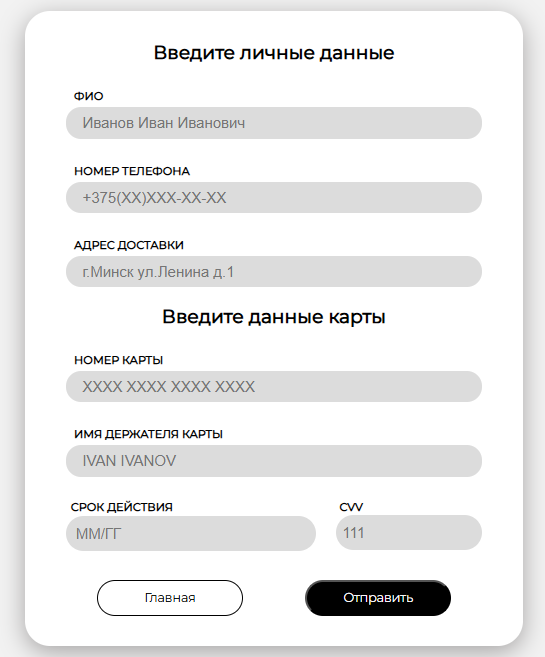 Введите личные данные
ФИО
Иванов Иван Иванович
НОМЕР ТЕЛЕФОНА
+375(XX)XXX-XX-XX
АДРЕС ДОСТАВКИ
г.Минск ул.Ленина д.1
Введите данные карты
НОМЕР КАРТЫ
XXXX XXXX XXXX XXXX
ИМЯ ДЕРЖАТЕЛЯ КАРТЫ
IVAN IVANOV
СРОК ДЕЙСТВИЯ CVV
ММ/ГГ 111
Главная Отправить